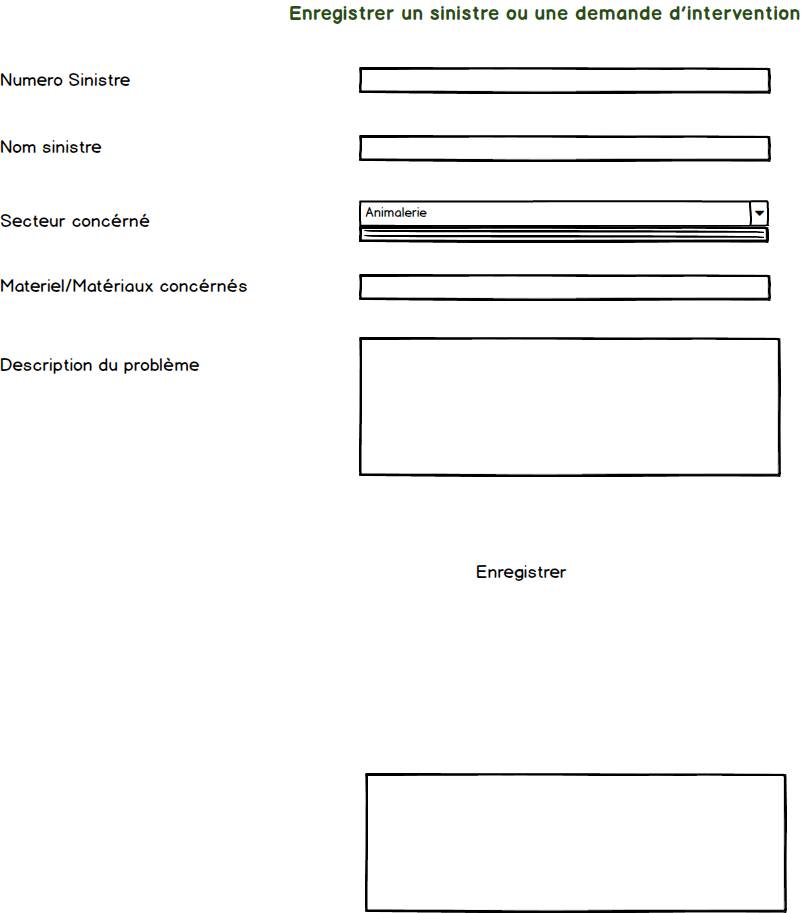 Enregistrer un sinistre ou une demande d'intervention
Numero Sinistre
Nom sinistre
Secteur concérné
Animalerie
Materiel/Matériaux concérnés
Description du problème
Enregistrer